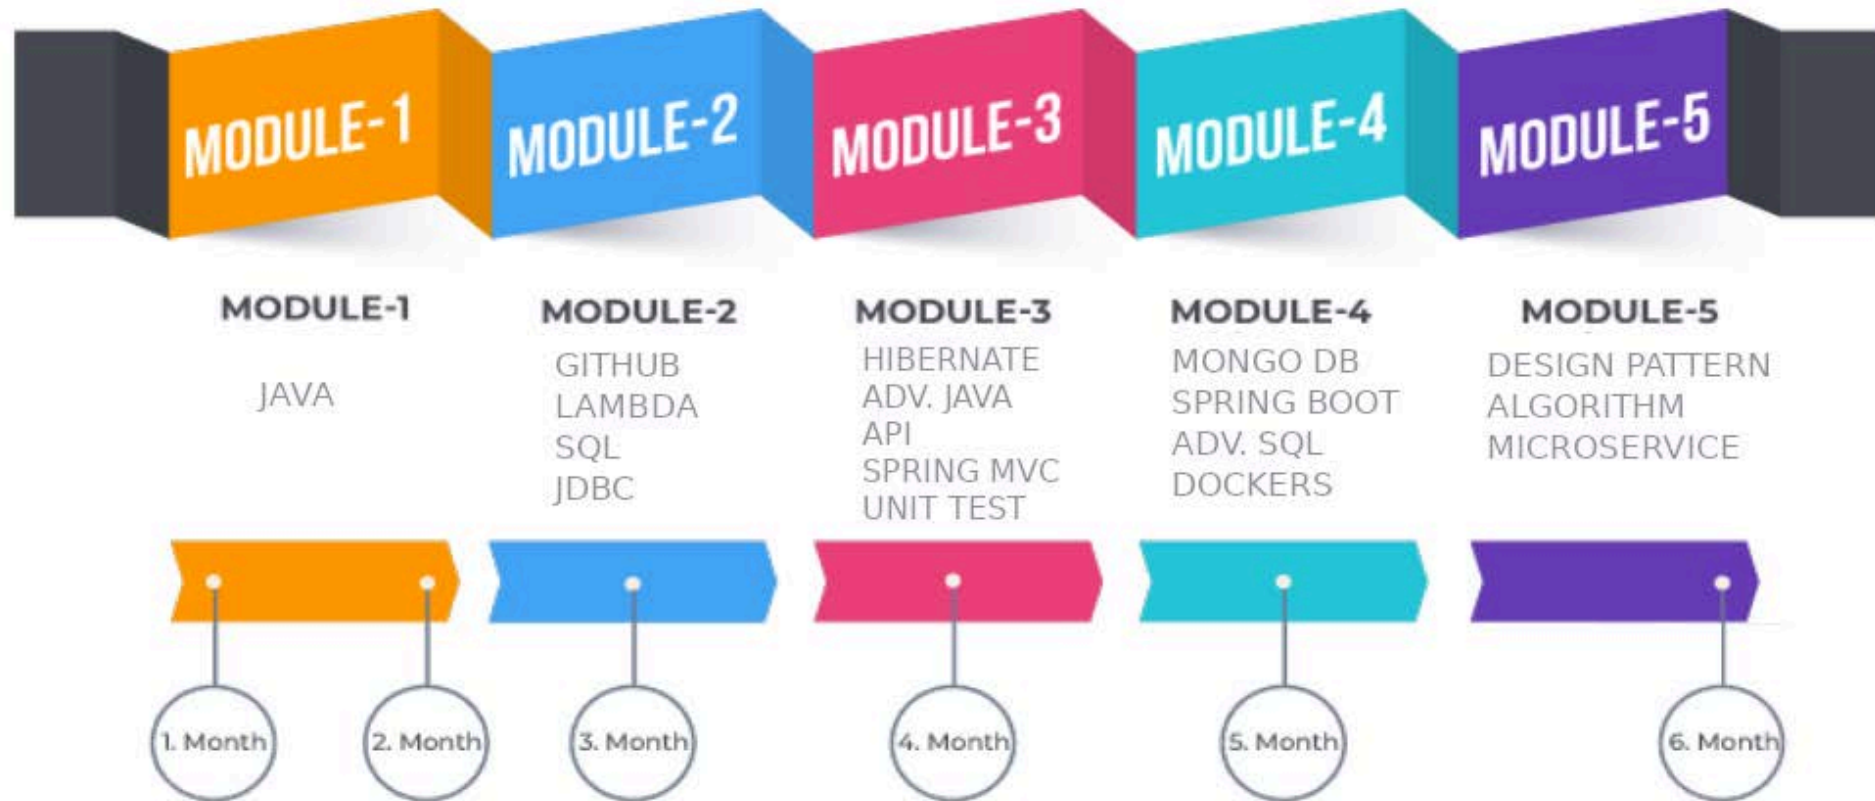 MODULE-1
MODULE-2
MODULE-3
MODULE-4
MODULE-5
MODULE-1
JAVA
MODULE-2
GITHUB
LAMBDA
SQL
JDBC
MODULE-3
HIBERNATE
ADV. JAVA
API
SPRING MVC
UNIT TEST
MODULE-4
MONGO DB
SPRING BOOT
ADV. SQL
DOCKERS
MODULE-5
DESIGN PATTERN
ALGORITHM
MICROSERVICE
1. Month
2. Month
3. Month
4. Month
5. Month
6. Month